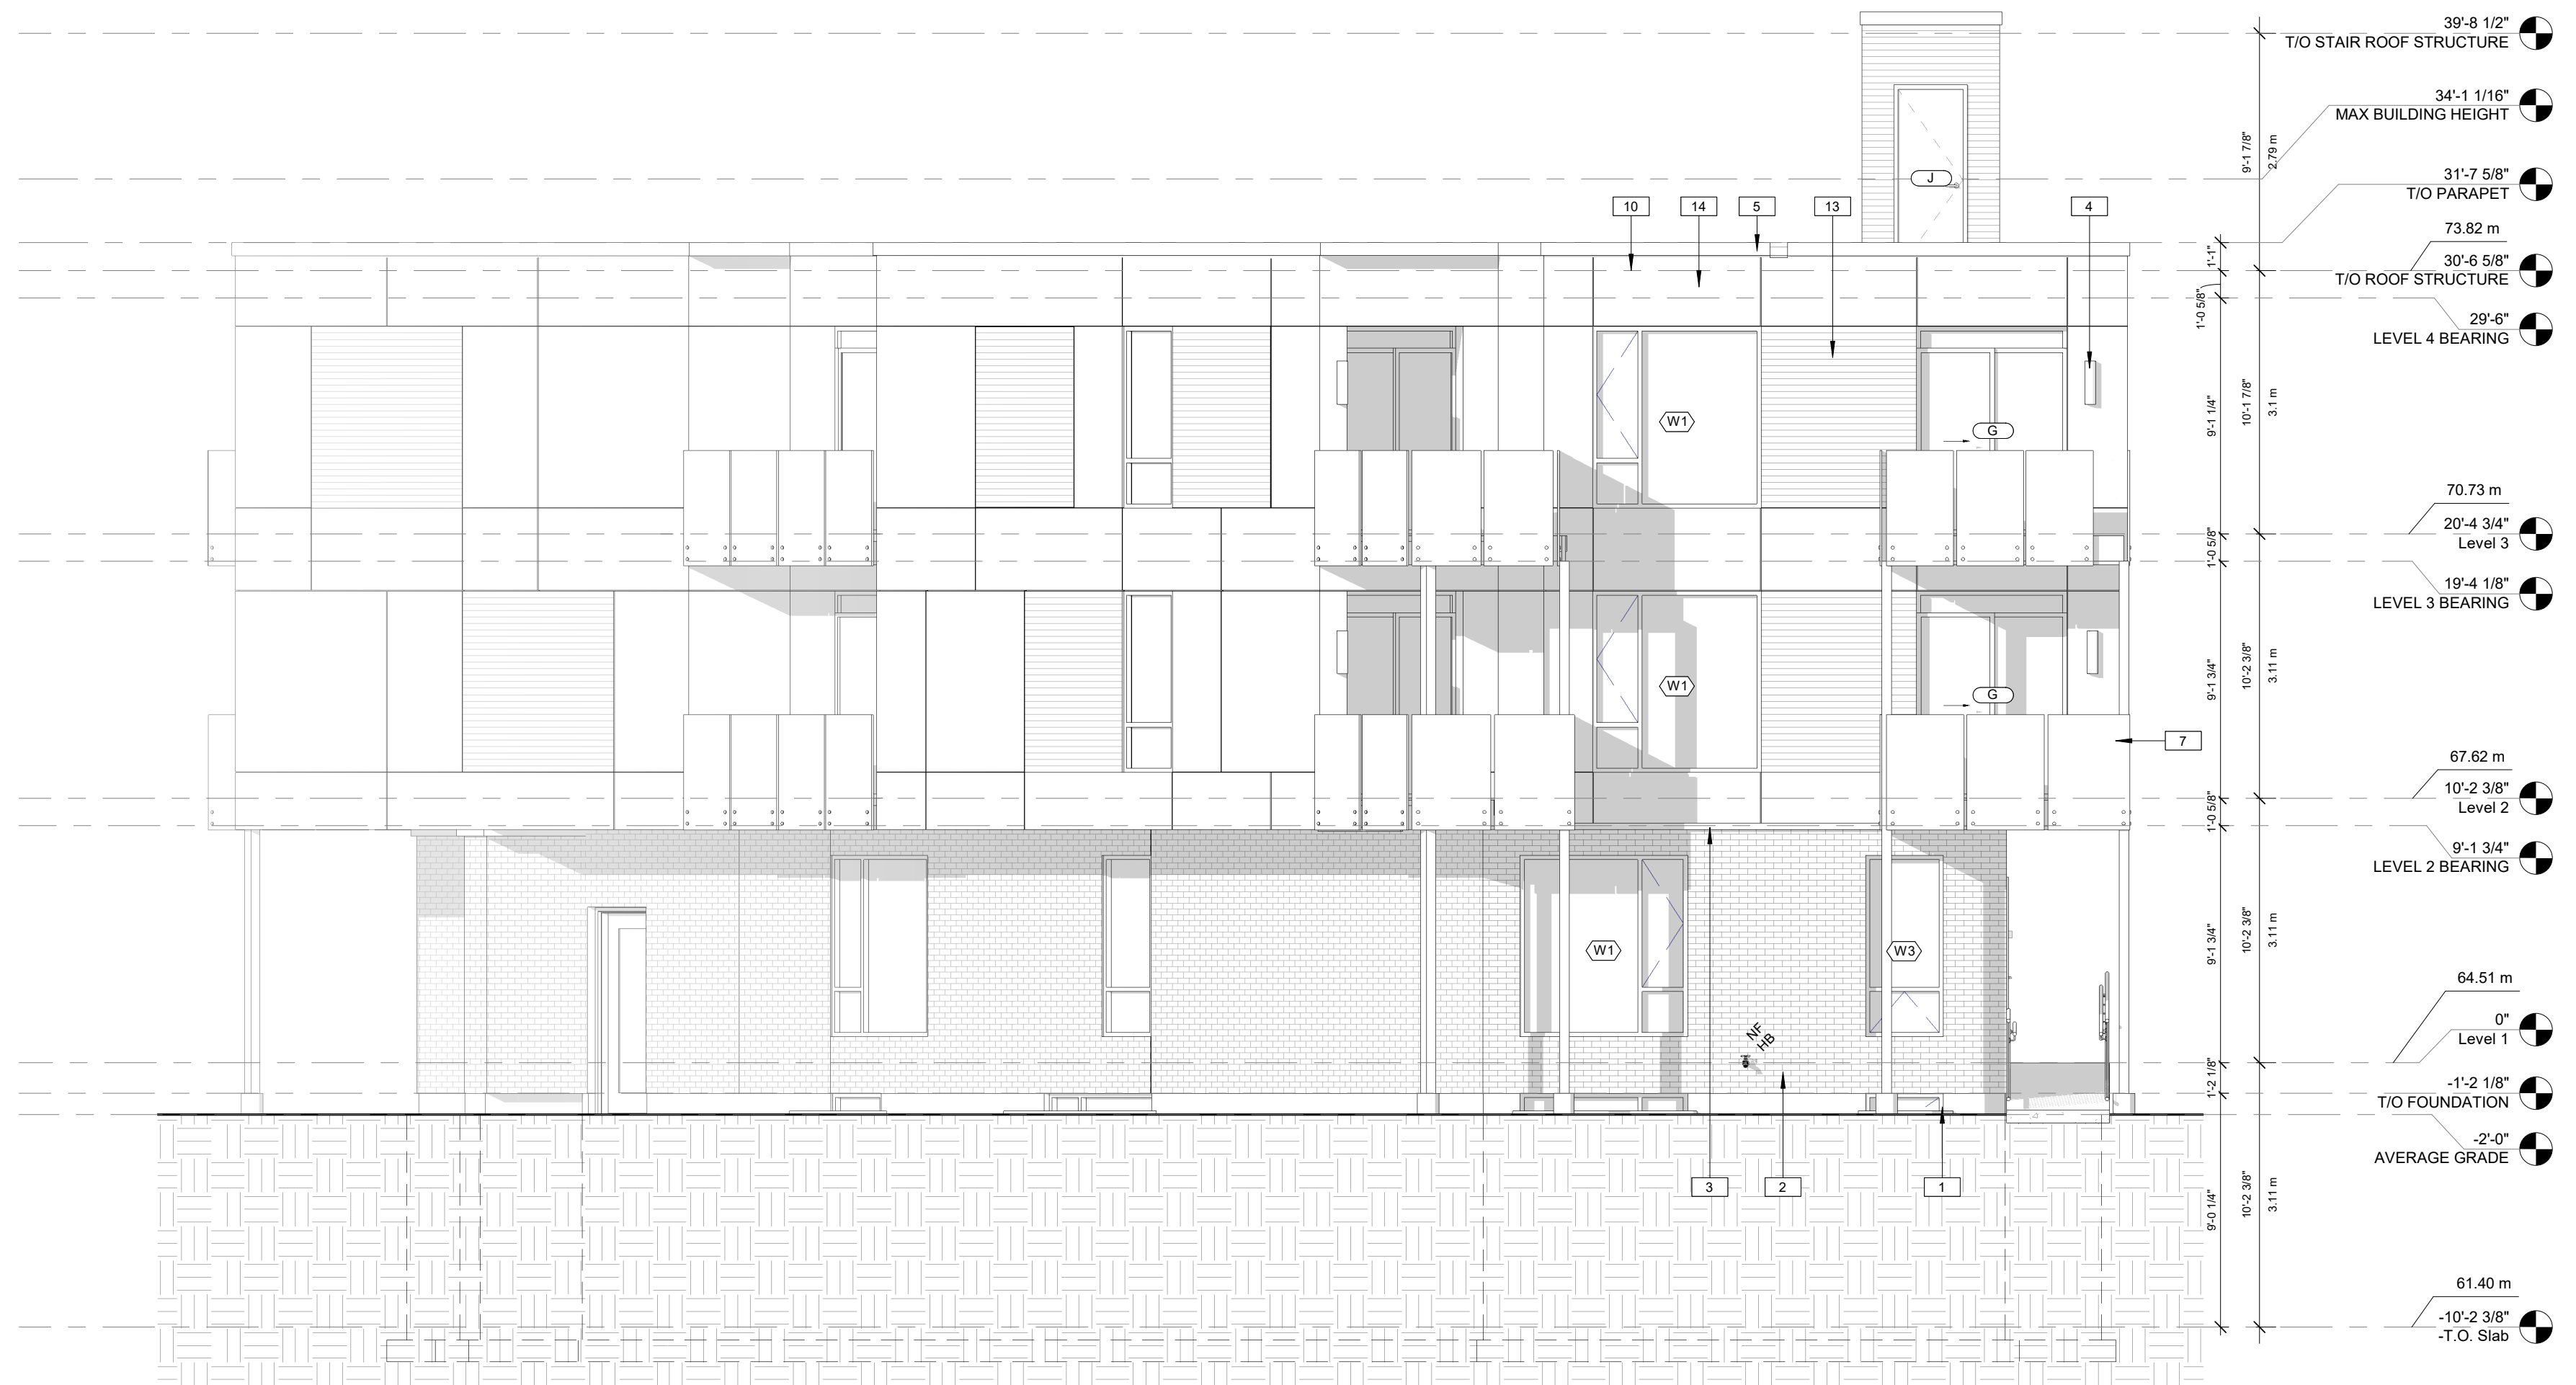 39'-8 1/2"
T/O STAIR ROOF STRUCTURE
34'-1 1/16"
MAX BUILDING HEIGHT
9'-1 7/8"
2.79 m
J
31'-7 5/8"
T/O PARAPET
10
14
5
13
4
73.82 m
1'-1"
30'-6 5/8"
T/O ROOF STRUCTURE
1'-0 5/8"
29'-6"
LEVEL 4 BEARING
W1
G
9'-1 1/4"
10'-1 7/8"
3.1 m
70.73 m
20'-4 3/4"
Level 3
1'-0 5/8"
19'-4 1/8"
LEVEL 3 BEARING
W1
G
9'-1 3/4"
10'-2 3/8"
3.11 m
7
67.62 m
10'-2 3/8"
Level 2
1'-0 5/8"
9'-1 3/4"
LEVEL 2 BEARING
W1
W3
9'-1 3/4"
10'-2 3/8"
3.11 m
64.51 m
0"
Level 1
NF
HB
1'-2 1/8"
-1'-2 1/8"
T/O FOUNDATION
-2'-0"
AVERAGE GRADE
3
2
1
9'-0 1/4"
10'-2 3/8"
3.11 m
61.40 m
-10'-2 3/8"
-T.O. Slab